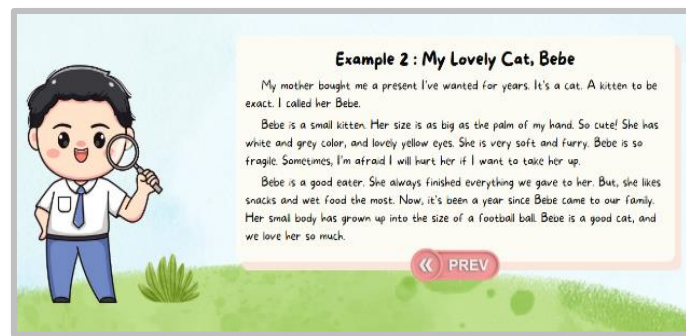 Example 2 : My Lovely Cat, Bebe
My mother bought me a present I've wanted for years. It's a cat. A kitten to be
exact. I called her Bebe.
Bebe is a small kitten. Her size is as big as the palm of my hand. So cute! She has
white and grey color, and lovely yellow eyes. She is very soft and furry. Bebe is so
fragile. Sometimes, I'm afraid I will hurt her if I want to take her up.
Bebe is a good eater. She always finished everything we gave to her. But, she likes
snacks and wet food the most. Now, it's been a year since Bebe came to our family.
Her small body has grown up into the size of a football ball. Bebe is a good cat, and
we love her so much.
PREV